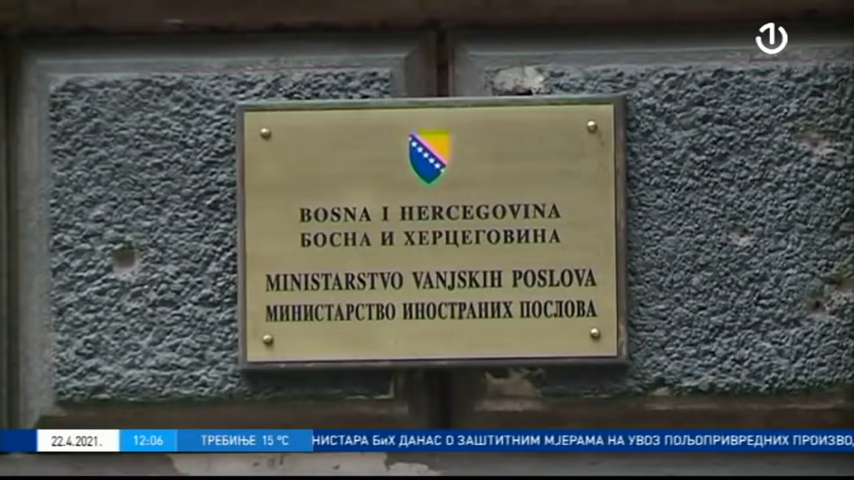 BOSNA I HERCEGOVINA
БОСНА И ХЕРЦЕГОВИНА
MINISTARSTVO VANJSKIH POSLOVA
МИНИСТАРСТВО ИНОСТРАНИХ ПОСЛОВА
22.4.2021. 12:06 ТРЕБИЊЕ 15 °C НИСТАРА БиХ ДАНАС О ЗАШТИТНИМ МЈЕРАМА НА УВОЗ ПОЉОПРИВРЕДНИХ ПРОИЗВО